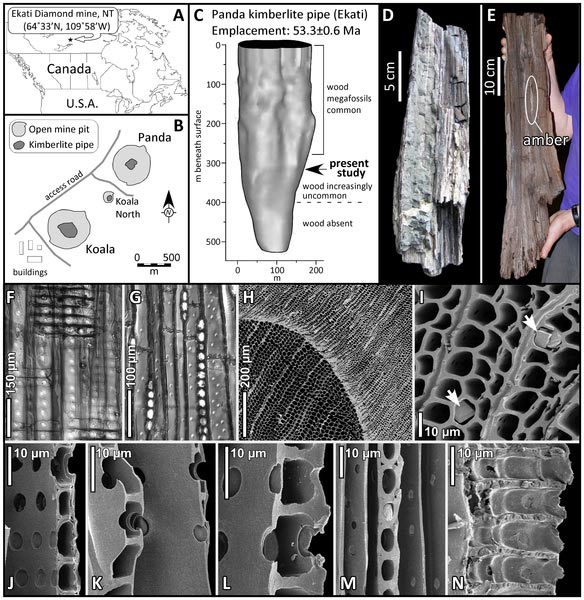 A
Ekati Diamond mine, NT
(64°33'N, 109°58'W)
Canada
U.S.A.
B
Open mine pit
Kimberlite pipe
Panda
access road
Koala
North
N
Koala
buildings
0 500
m
C
Panda kimberlite pipe (Ekati)
Emplacement: 53.3±0.6 Ma
0
100
200
300
400
500
m beneath surface
wood
megafossils
common
present
study
wood increasingly
uncommon
wood absent
0 100 200
m
D
5 cm
E
10 cm
amber
F
150 µm
G
100 µm
H
200 µm
I
10 µm
10 µm
J
10 µm
K
10 µm
L
10 µm
M
10 µm
N